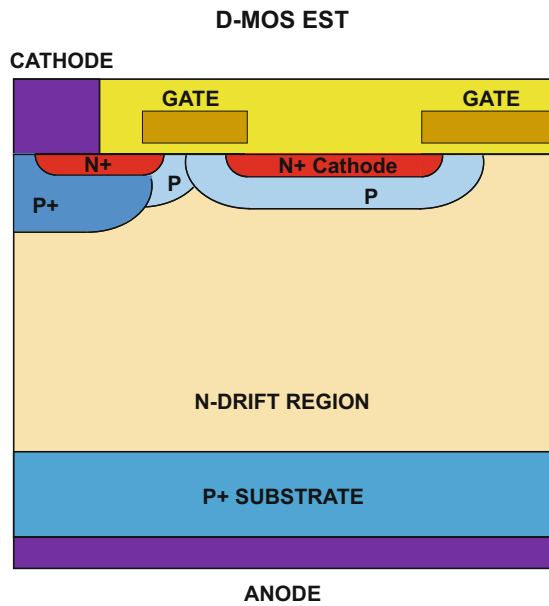 D-MOS EST
CATHODE
GATE
GATE
N+
N+ Cathode
P
P
P+
N-DRIFT REGION
P+ SUBSTRATE
ANODE